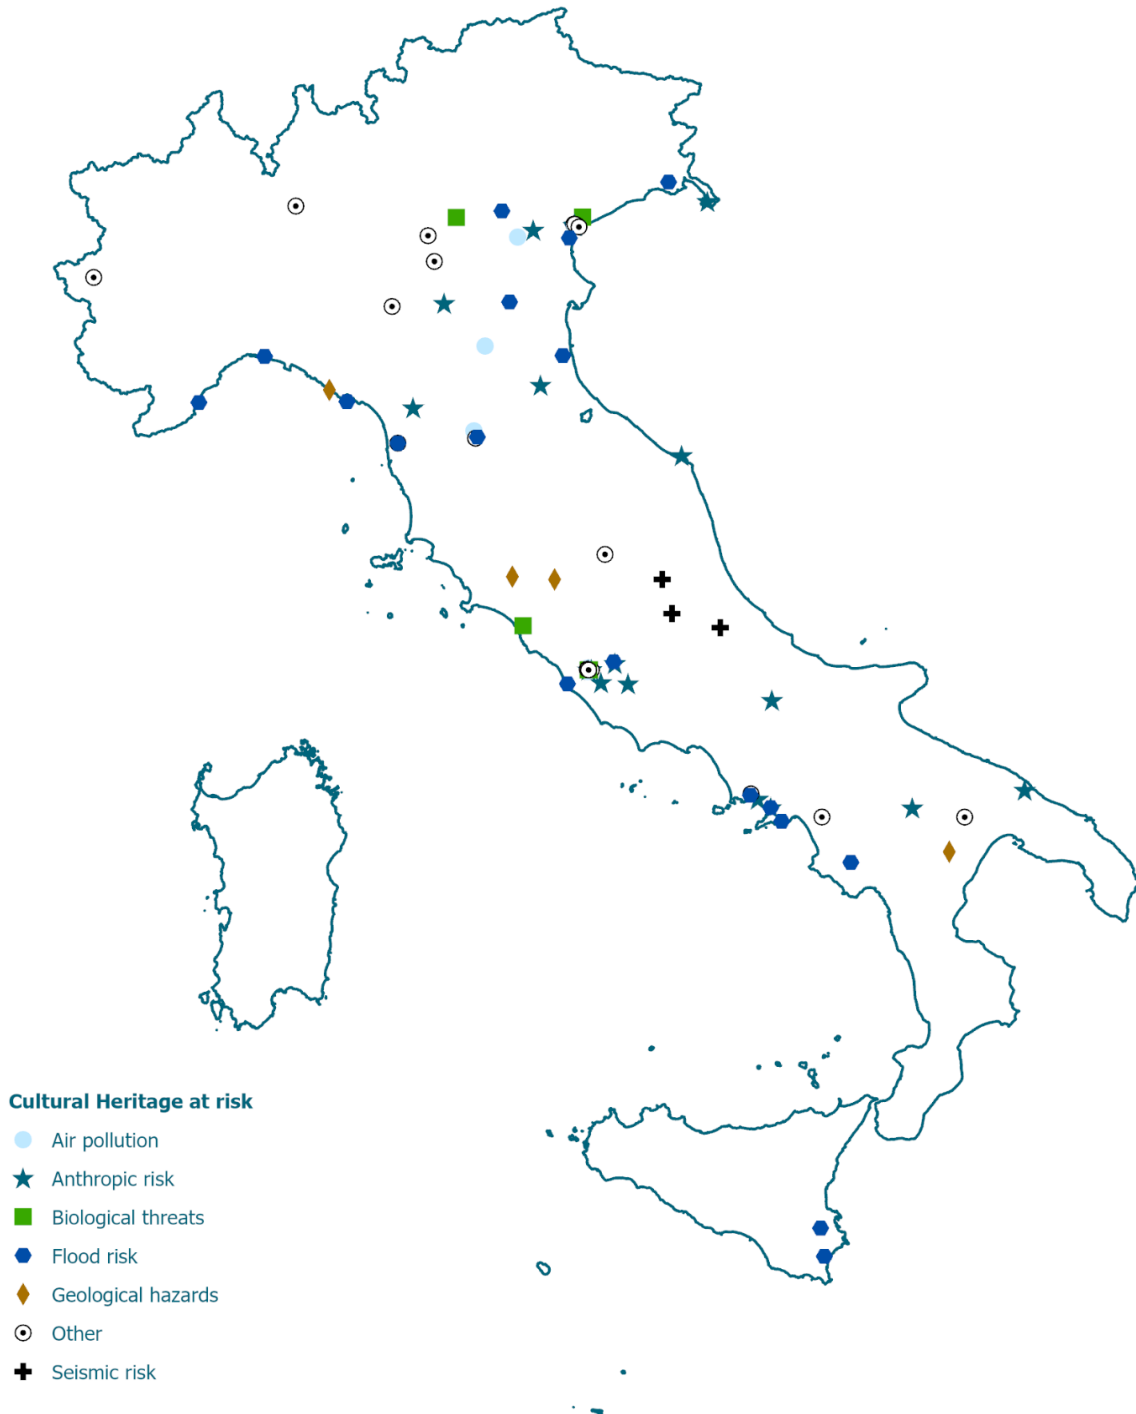 Cultural Heritage at risk
Air pollution
Anthropic risk
Biological threats
Flood risk
Geological hazards
Other
Seismic risk